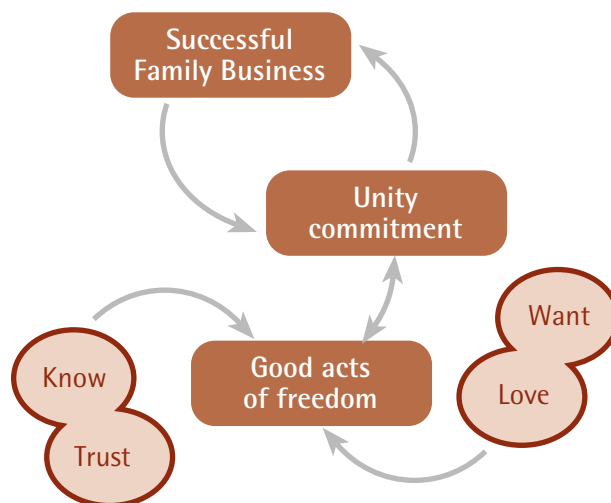 Successful
Family Business
Unity
commitment
Want
Love
Good acts
of freedom
Know
Trust